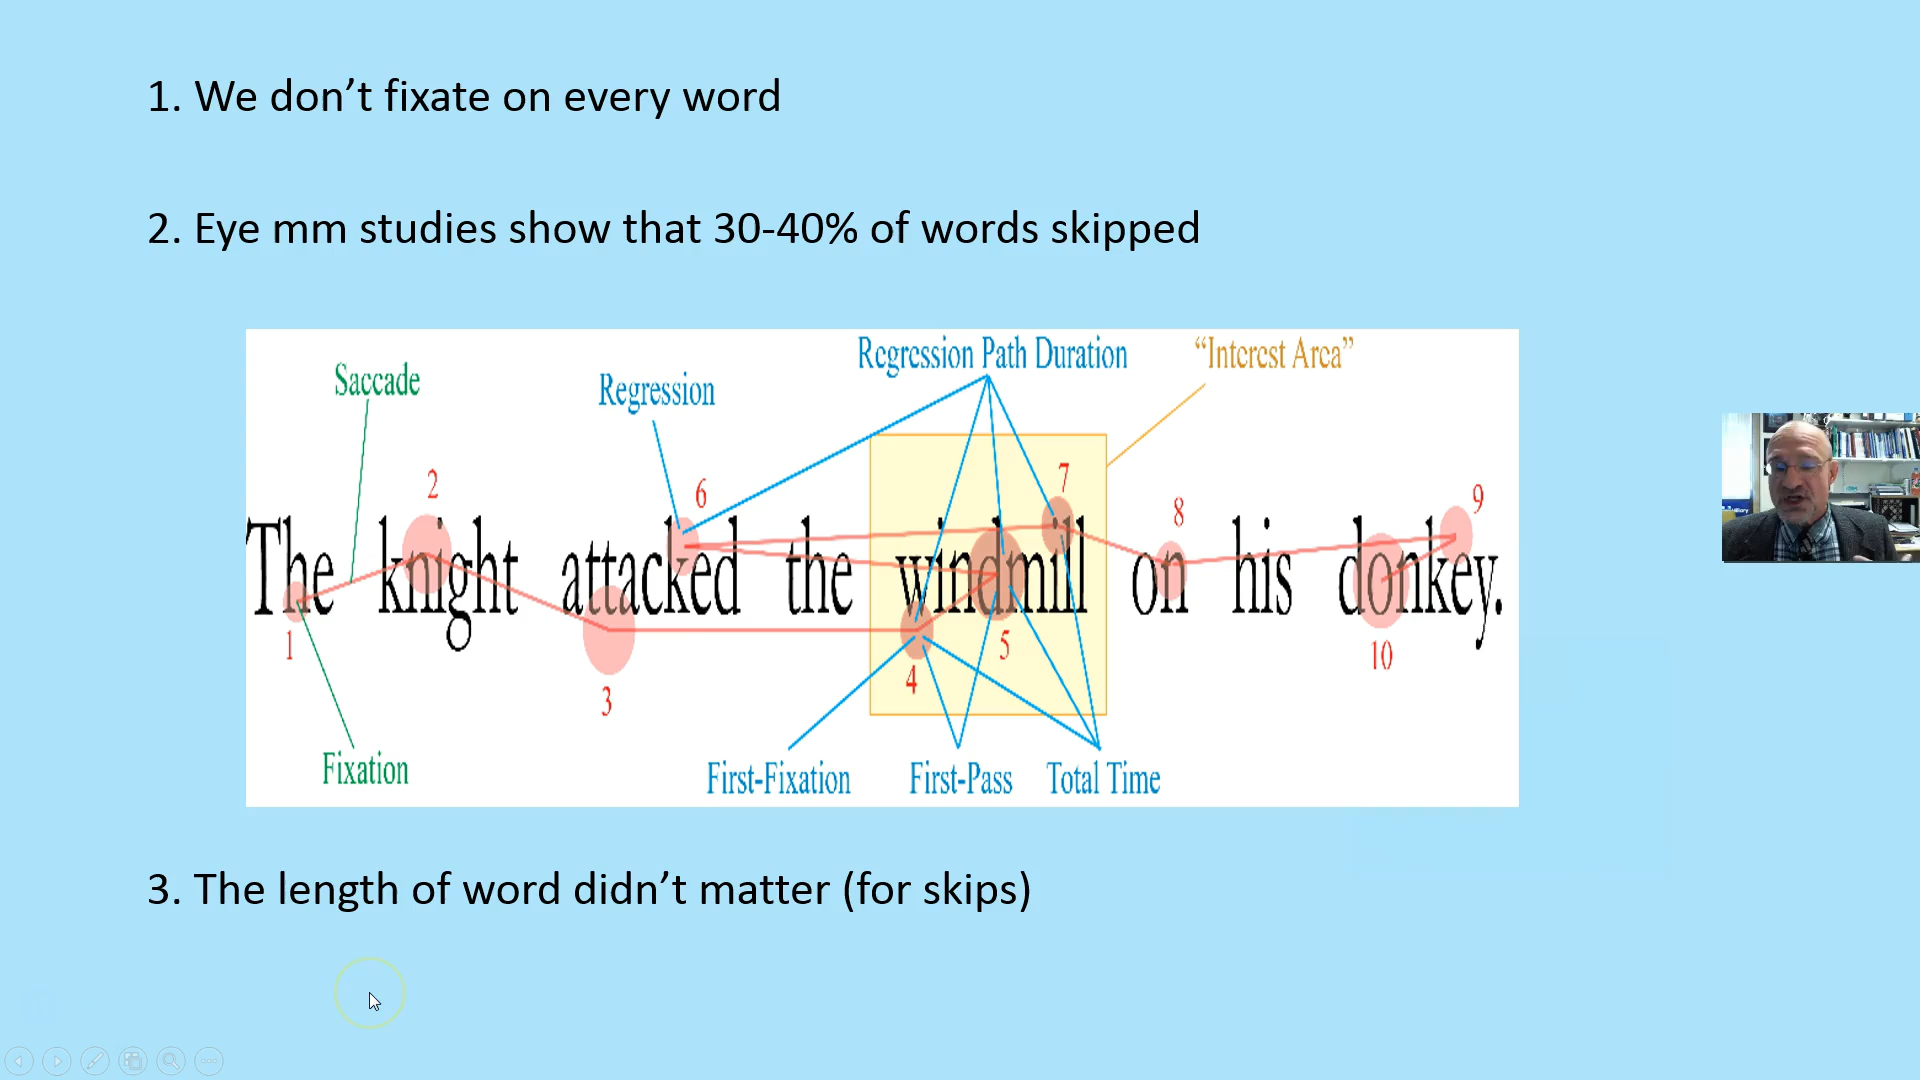 1. We don’t fixate on every word
2. Eye mm studies show that 30-40% of words skipped
Regression Path Duration
“Interest Area”
Saccade
Regression
2
6
7
8
9
The knight attacked the windmill on his donkey.
1
3
4
5
10
Fixation
First-Fixation
First-Pass
Total Time
3. The length of word didn’t matter (for skips)